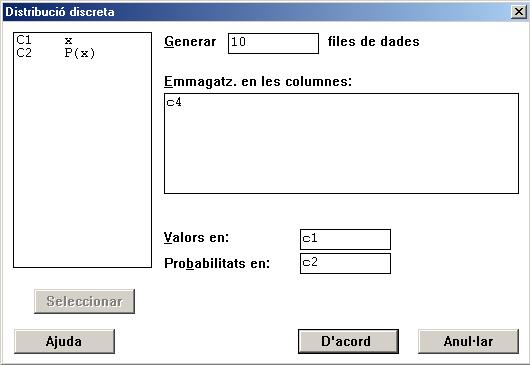 Distribució discreta
C1 x
C2 P(x)
Generar 10 files de dades
Emmagatz. en les columnes:
c4
Valors en: c1
Probabilitats en: c2
Seleccionar
Ajuda
D'acord
Anul·lar